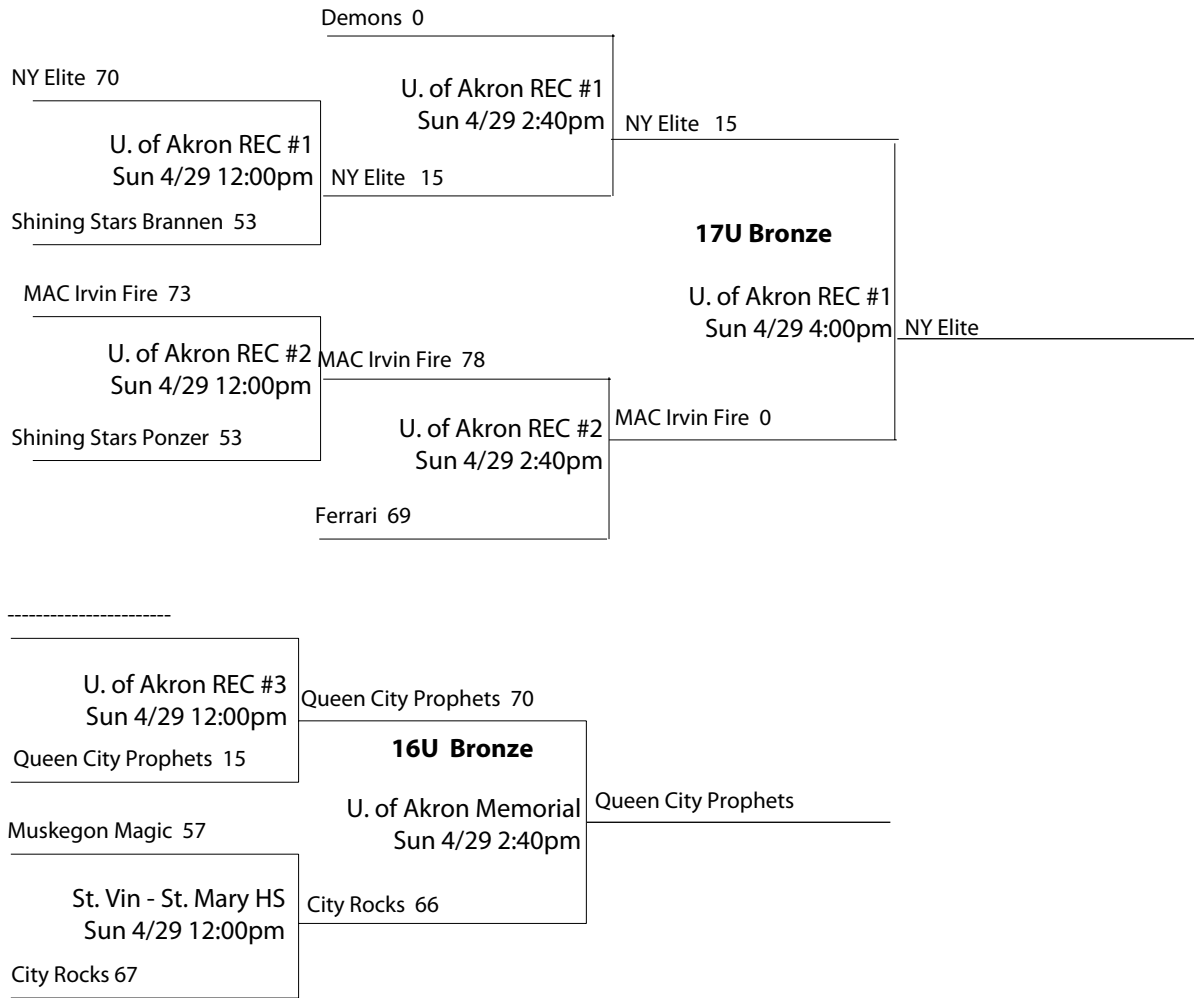 Demons 0
NY Elite 70
U. of Akron REC #1
Sun 4/29 2:40pm
NY Elite 15
U. of Akron REC #1
Sun 4/29 12:00pm
NY Elite 15
Shining Stars Brannen 53
17U Bronze
MAC Irvin Fire 73
U. of Akron REC #1
Sun 4/29 4:00pm
NY Elite
U. of Akron REC #2
Sun 4/29 12:00pm
MAC Irvin Fire 78
MAC Irvin Fire 0
Shining Stars Ponzer 53
U. of Akron REC #2
Sun 4/29 2:40pm
Ferrari 69
-----------------------
U. of Akron REC #3
Sun 4/29 12:00pm
Queen City Prophets 70
Queen City Prophets 15
16U Bronze
U. of Akron Memorial
Sun 4/29 2:40pm
Queen City Prophets
Muskegon Magic 57
St. Vin - St. Mary HS
Sun 4/29 12:00pm
City Rocks 66
City Rocks 67